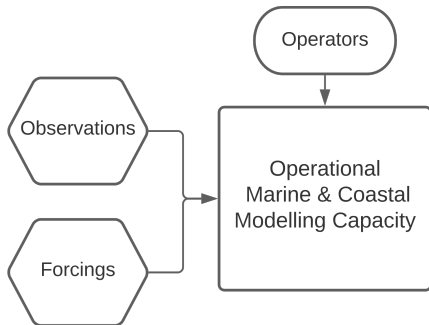 Operators
Observations
Operational
Marine & Coastal
Modelling Capacity
Forcings